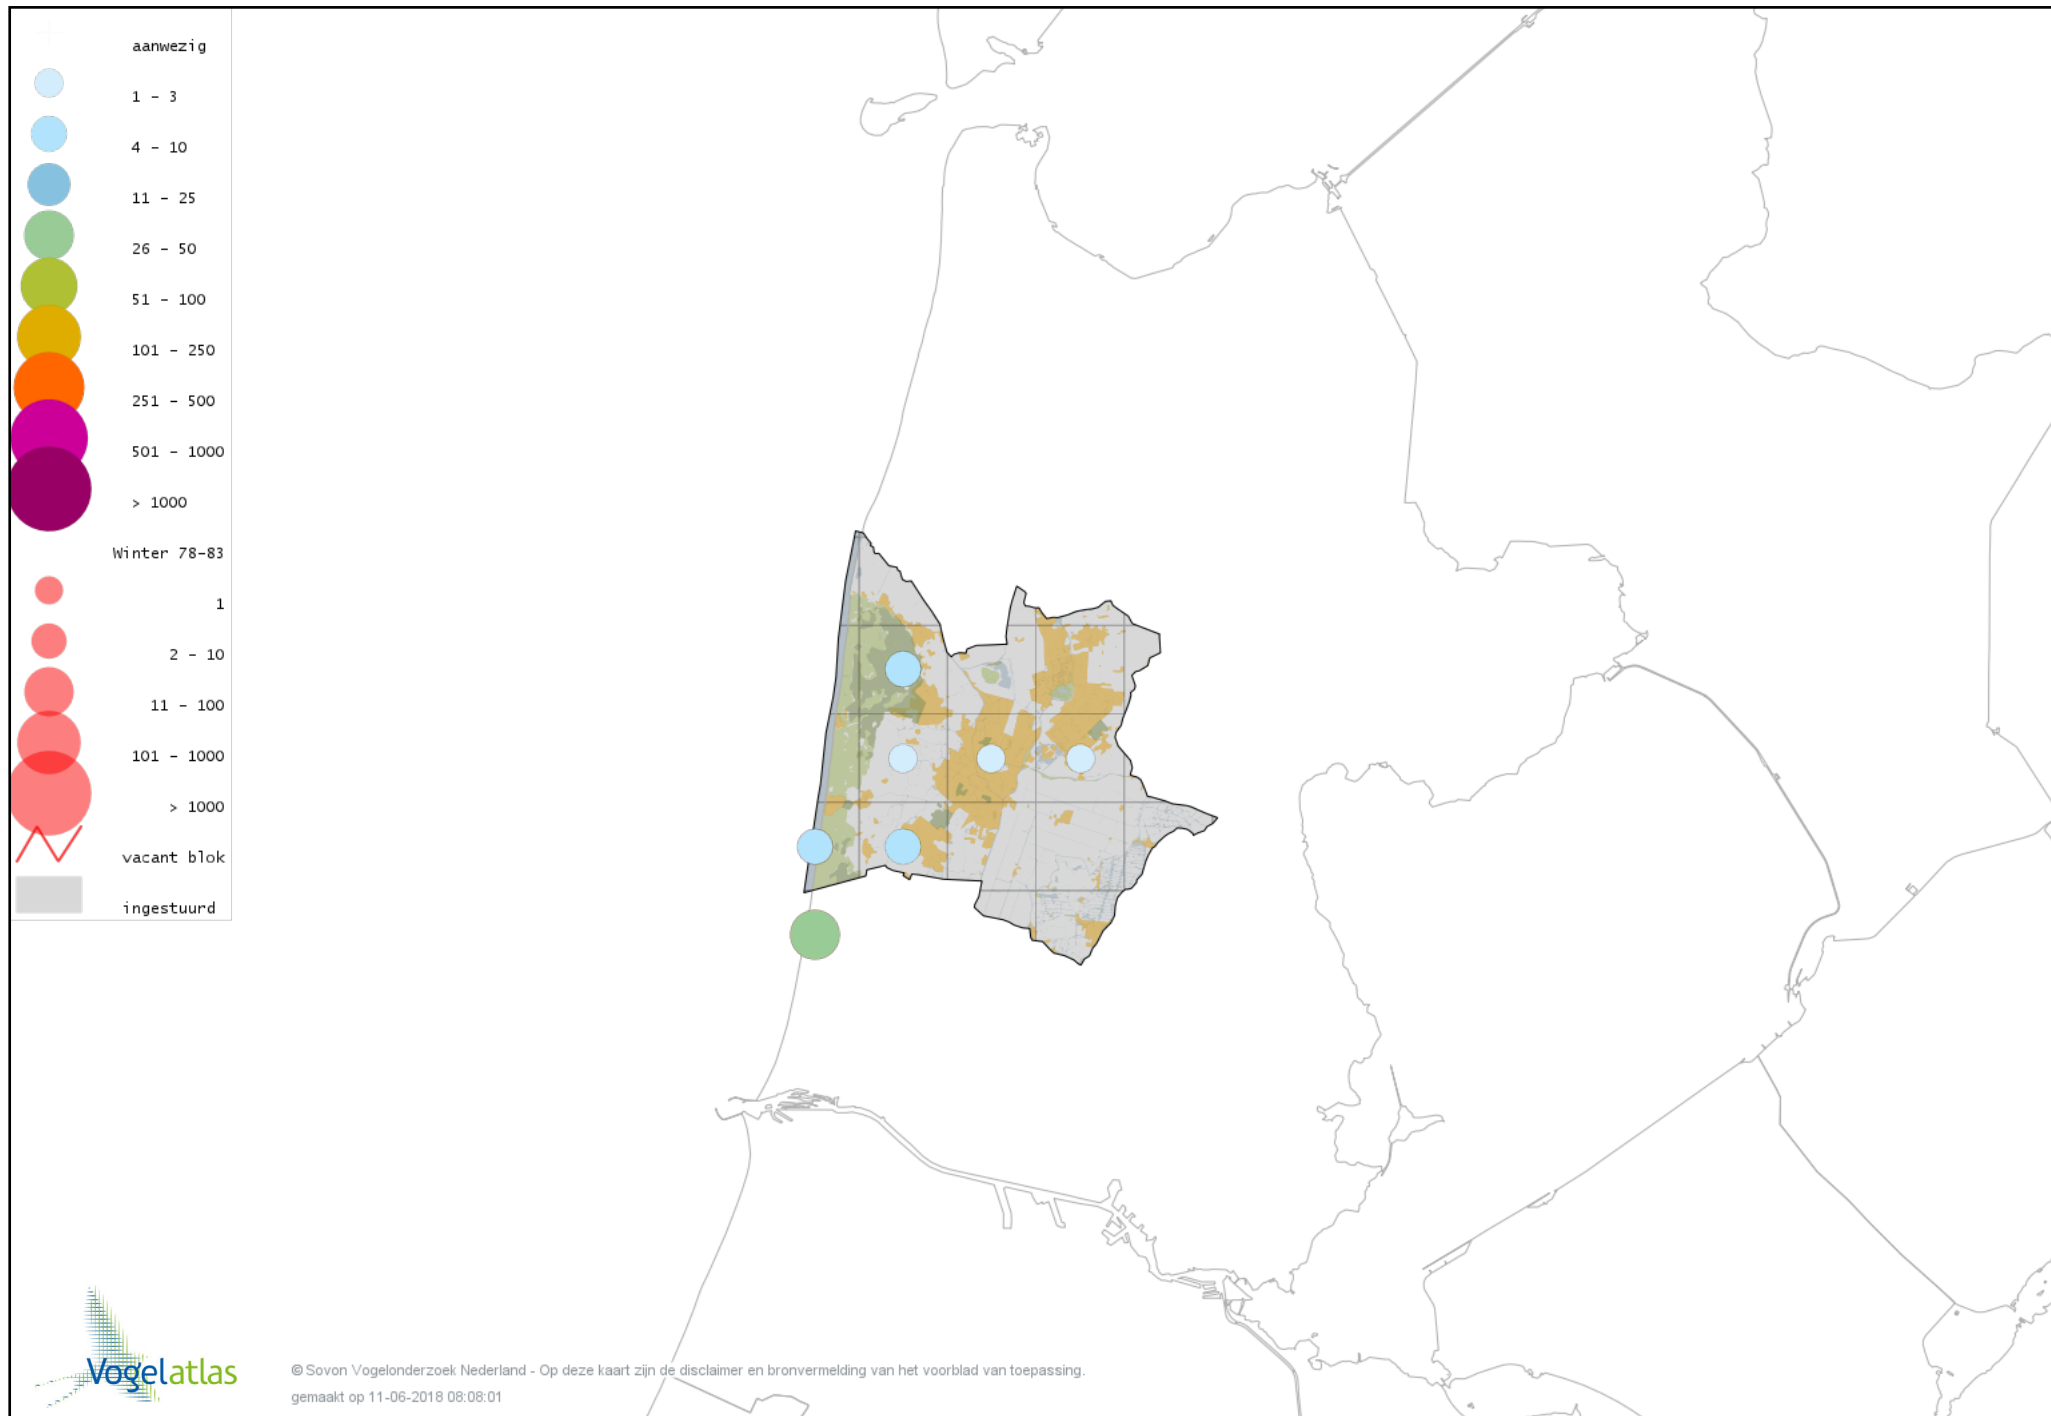 aanwezig
1 - 3
4 - 10
11 - 25
26 - 50
51 - 100
101 - 250
251 - 500
501 - 1000
> 1000
Winter 78-83
1
2 - 10
11 - 100
101 - 1000
> 1000
vacant blok
ingestuurd
Vogelatlas
© Sovon Vogelonderzoek Nederland - Op deze kaart zijn de disclaimer en bronvermelding van het voorblad van toepassing.
gemaakt op 11-06-2018 08:08:01